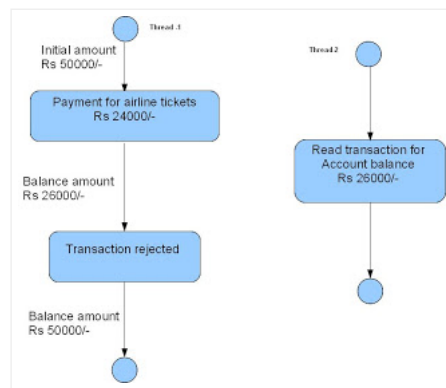 Thread -1
Initial amount
Rs 50000/-
Payment for airline tickets
Rs 24000/-
Balance amount
Rs 26000/-
Transaction rejected
Balance amount
Rs 50000/-
Thread-2
Read transaction for
Account balance
Rs 26000/-